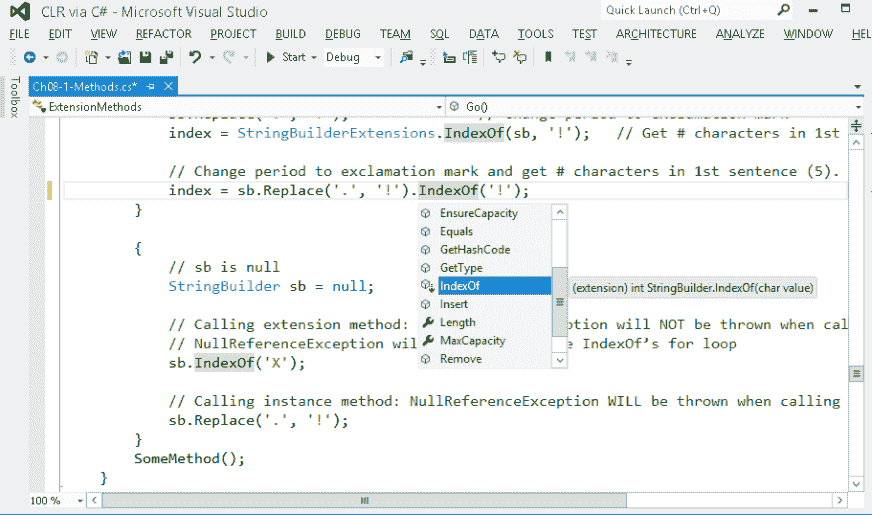 CLR via C# - Microsoft Visual Studio
Quick Launch (Ctrl+Q)
FILE EDIT VIEW REFACTOR PROJECT BUILD DEBUG TEAM SQL DATA TOOLS TEST ARCHITECTURE ANALYZE WINDOW HEL
Start Debug
Toolbox
Ch08-1-Methods.cs*
ExtensionMethods
Go()
index = StringBuilderExtensions.IndexOf(sb, '!'); // Get # characters in 1st
// Change period to exclamation mark and get # characters in 1st sentence (5).
index = sb.Replace('.', '!').IndexOf('!');
}
EnsureCapacity
Equals
GetHashCode
GetType
IndexOf
Insert
Length
MaxCapacity
Remove
(extension) int StringBuilder.IndexOf(char value)
{
// sb is null
StringBuilder sb = null;
// Calling extension method: ption will NOT be thrown when cal
// NullReferenceException wil e IndexOf's for loop
sb.IndexOf('X');
// Calling instance method: NullReferenceException WILL be thrown when calling
sb.Replace('.', '!');
}
SomeMethod();
}
100 %